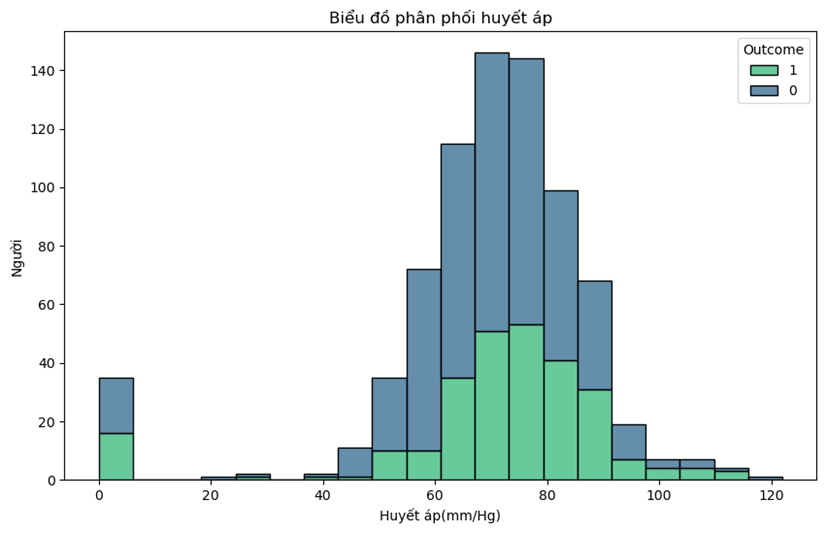 Biểu đồ phân phối huyết áp
Outcome
1
0
140
120
100
80
60
40
20
0
Người
0 20 40 60 80 100 120
Huyết áp(mm/Hg)